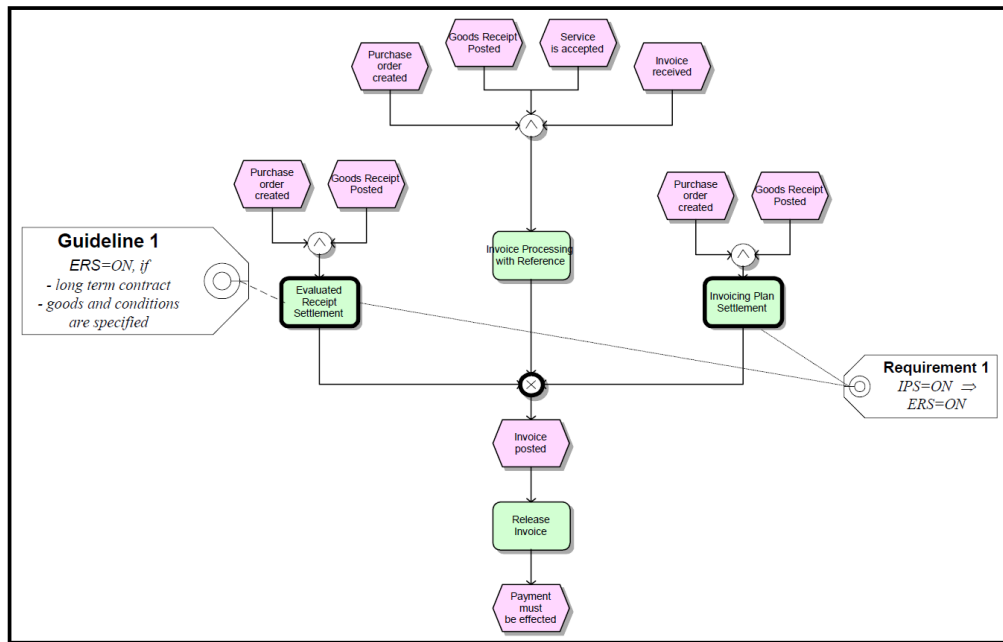 Goods Receipt
Posted
Service
is accepted
Purchase
order
created
Invoice
received
^
Purchase
order
created
Goods Receipt
Posted
Purchase
order
created
Goods Receipt
Posted
^
^
Guideline 1
ERS=ON, if
- long term contract
- goods and conditions
are specified
Invoice Processing
with Reference
Evaluated
Receipt
Settlement
Invoicing Plan
Settlement
Requirement 1
IPS=ON ⇒
ERS=ON
×
Invoice
posted
Release
Invoice
Payment
must
be effected